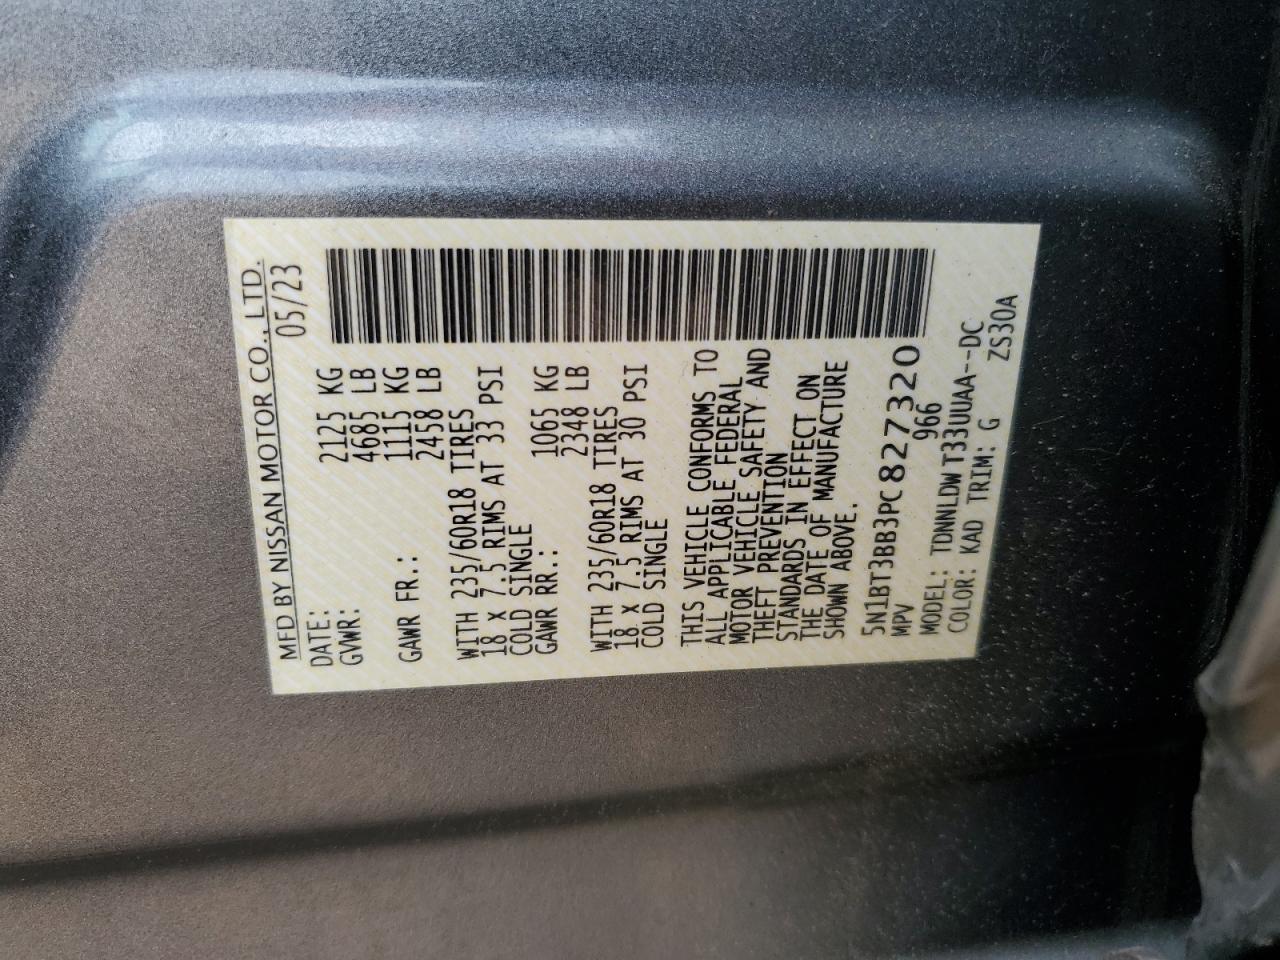 MFD BY NISSAN MOTOR CO., LTD.
DATE: 05/23
GVWR: 2125 KG
4685 LB
GAWR FR.: 1115 KG
2458 LB
WITH 235/60R18 TIRES
18 X 7.5 RIMS AT 33 PSI
COLD SINGLE
GAWR RR.: 1065 KG
2348 LB
WITH 235/60R18 TIRES
18 X 7.5 RIMS AT 30 PSI
COLD SINGLE
THIS VEHICLE CONFORMS TO
ALL APPLICABLE FEDERAL
MOTOR VEHICLE SAFETY AND
THEFT PREVENTION
STANDARDS IN EFFECT ON
THE DATE OF MANUFACTURE
SHOWN ABOVE.
5N1BT3BB3PC827320
MPV 966
MODEL: TDNNLDWT33UUAA--DC
COLOR: KAD TRIM: G ZS30A